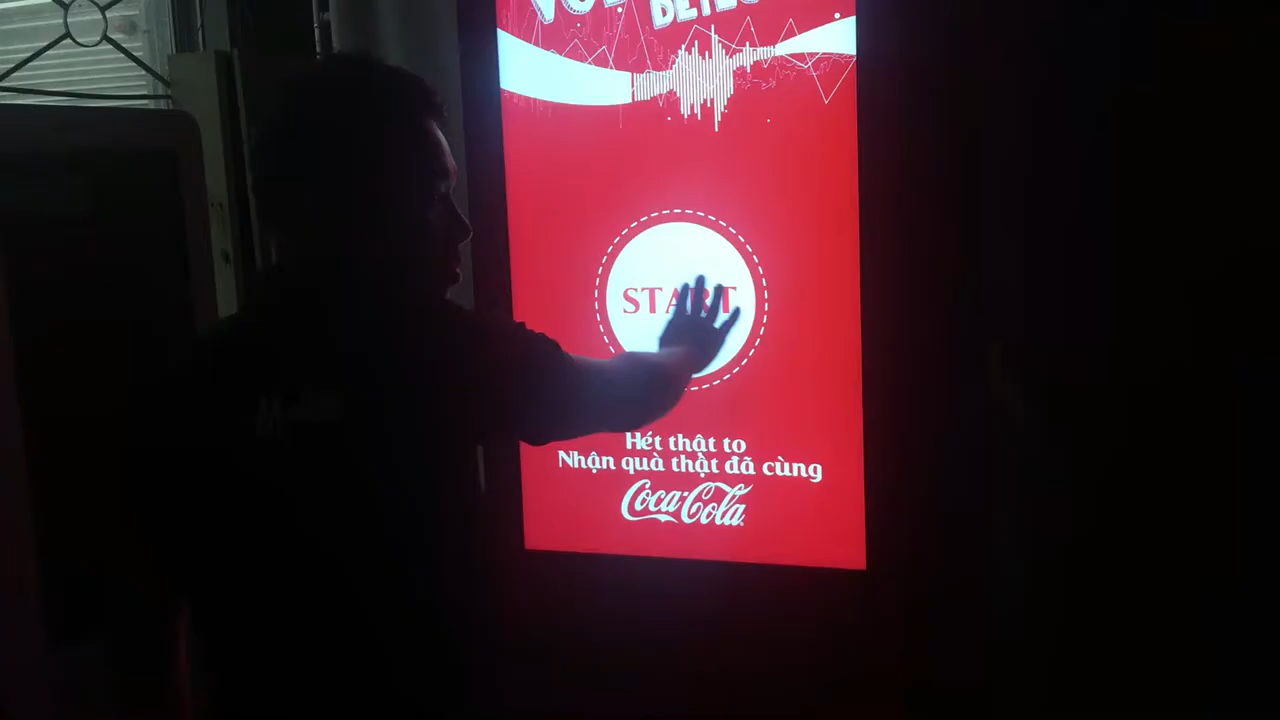 START
Hét thật to
Nhận quà thật đã cùng
Coca-Cola